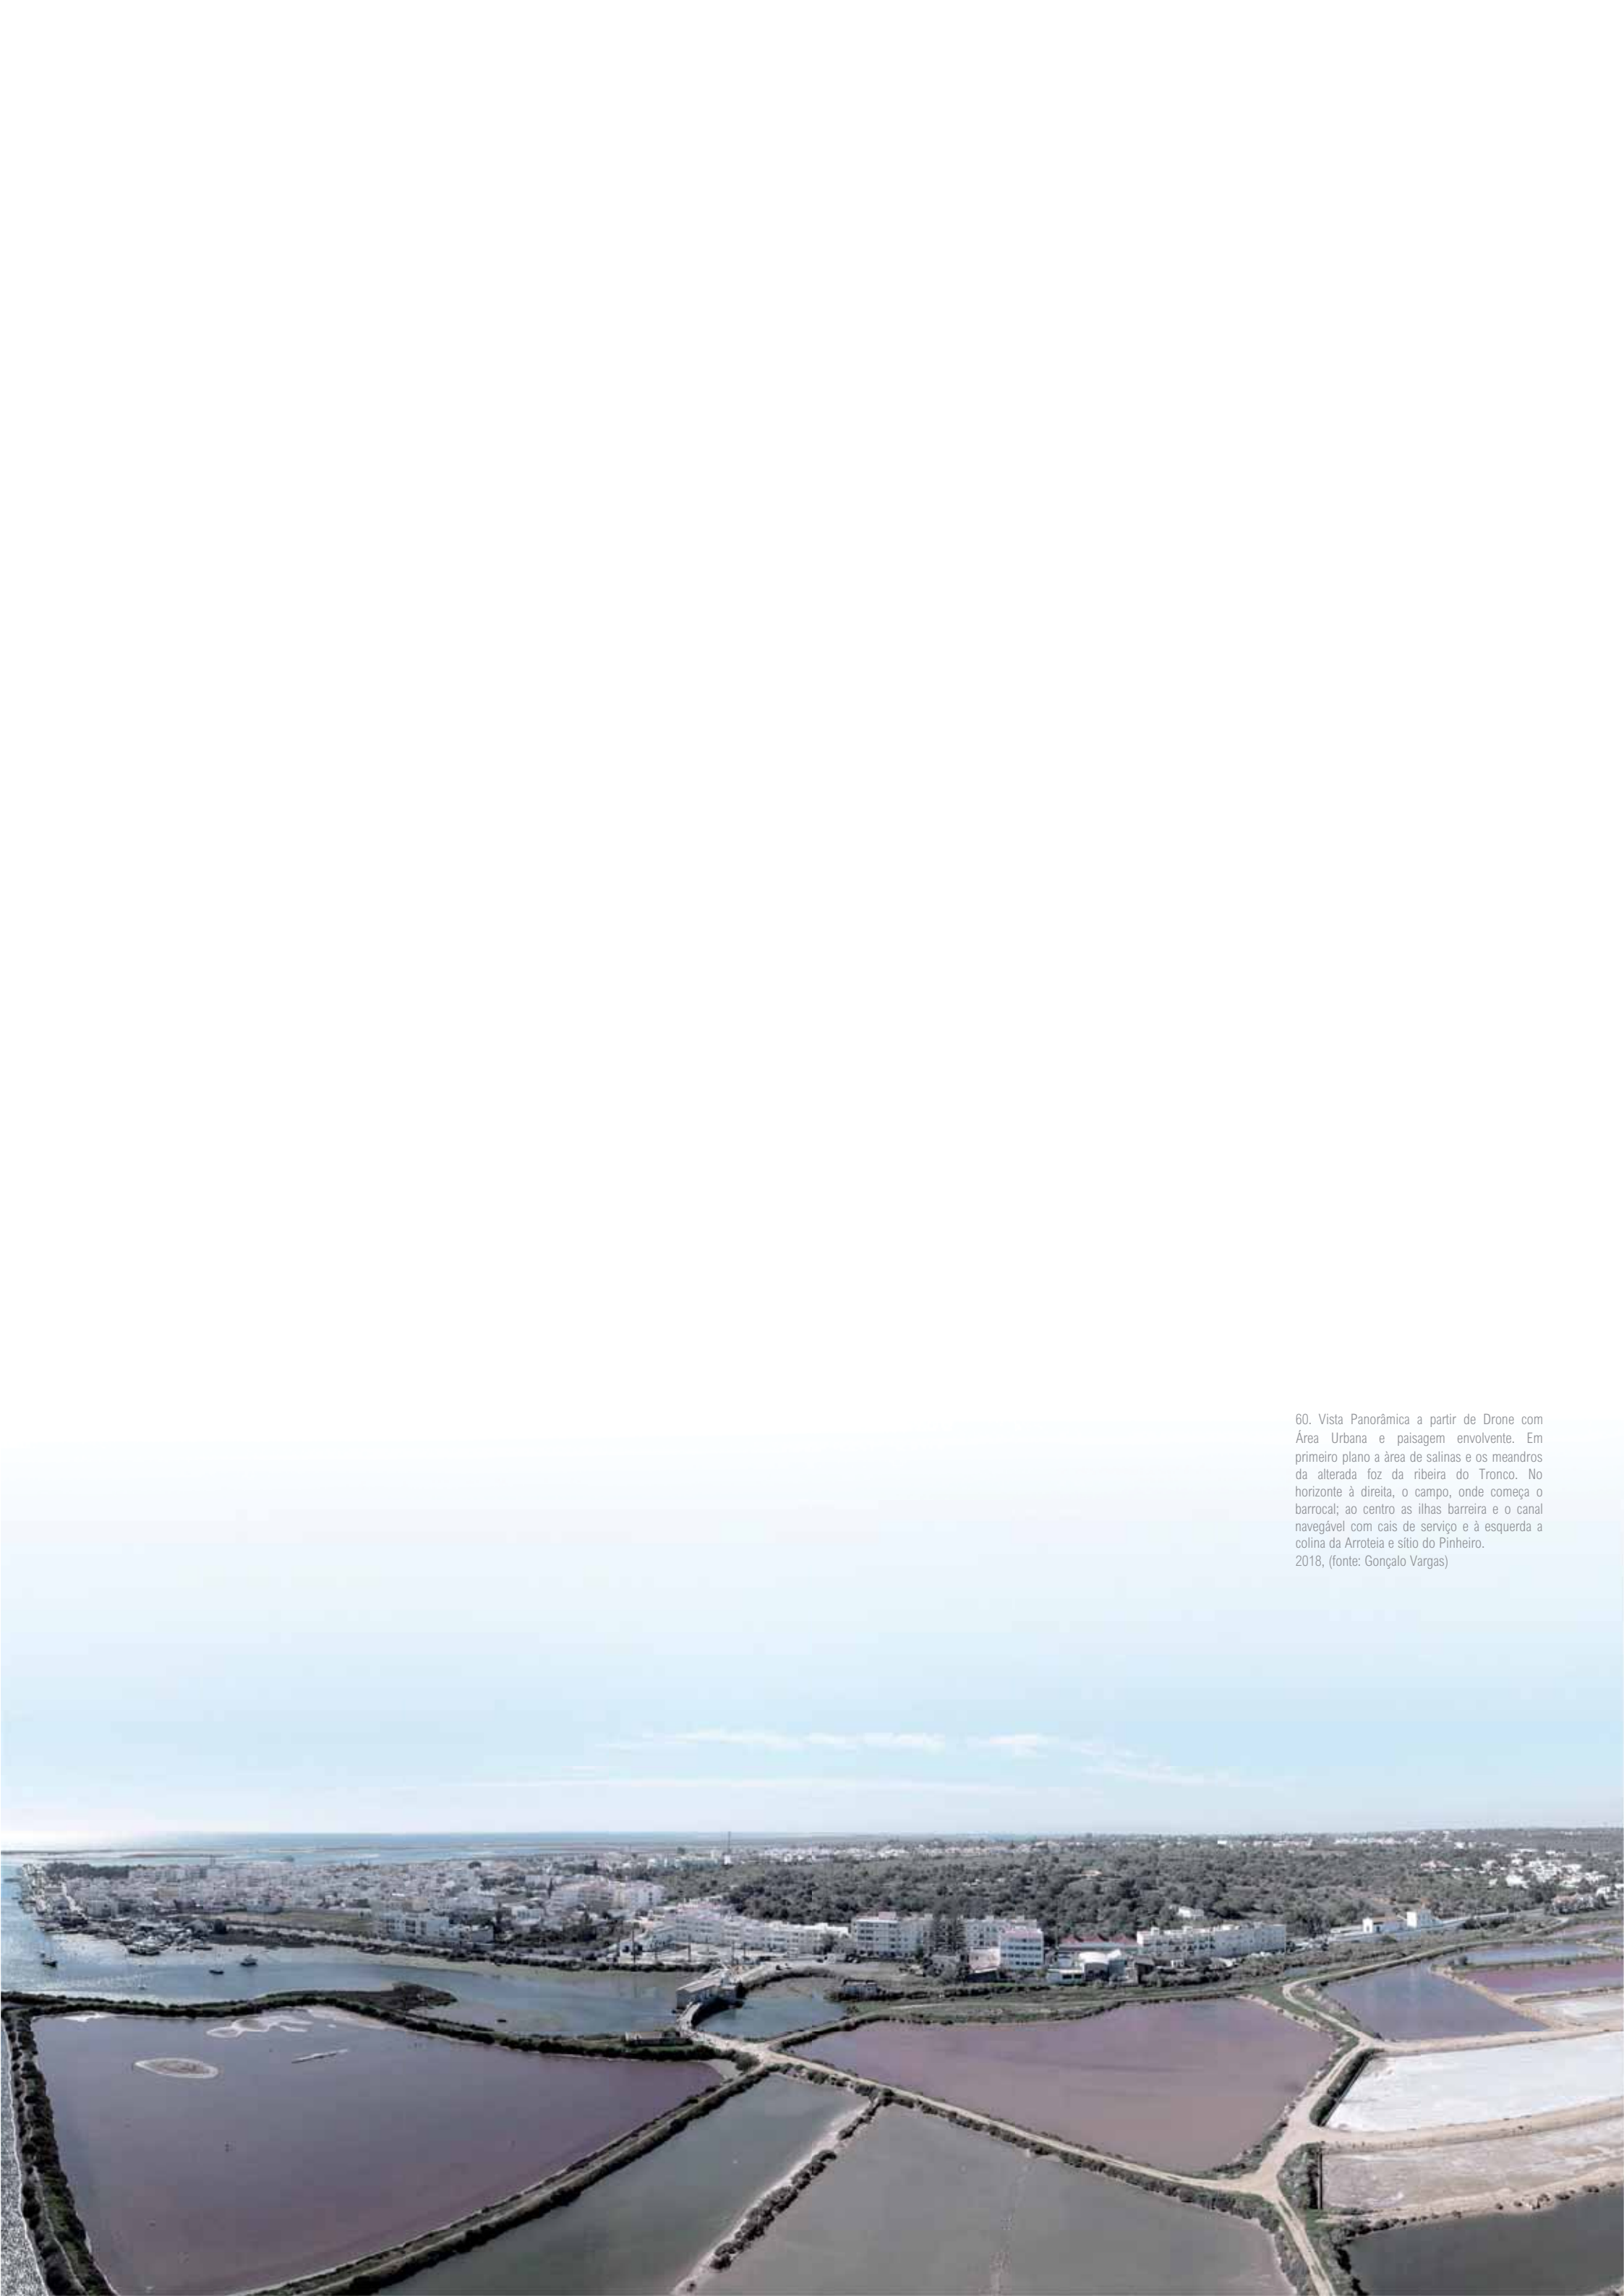 60. Vista Panorâmica a partir de Drone com
Área Urbana e paisagem envolvente. Em
primeiro plano a àrea de salinas e os meandros
da alterada foz da ribeira do Tronco. No
horizonte à direita, o campo, onde começa o
barrocal; ao centro as ilhas barreira e o canal
navegável com cais de serviço e à esquerda a
colina da Arroteia e sítio do Pinheiro.
2018, (fonte: Gonçalo Vargas)